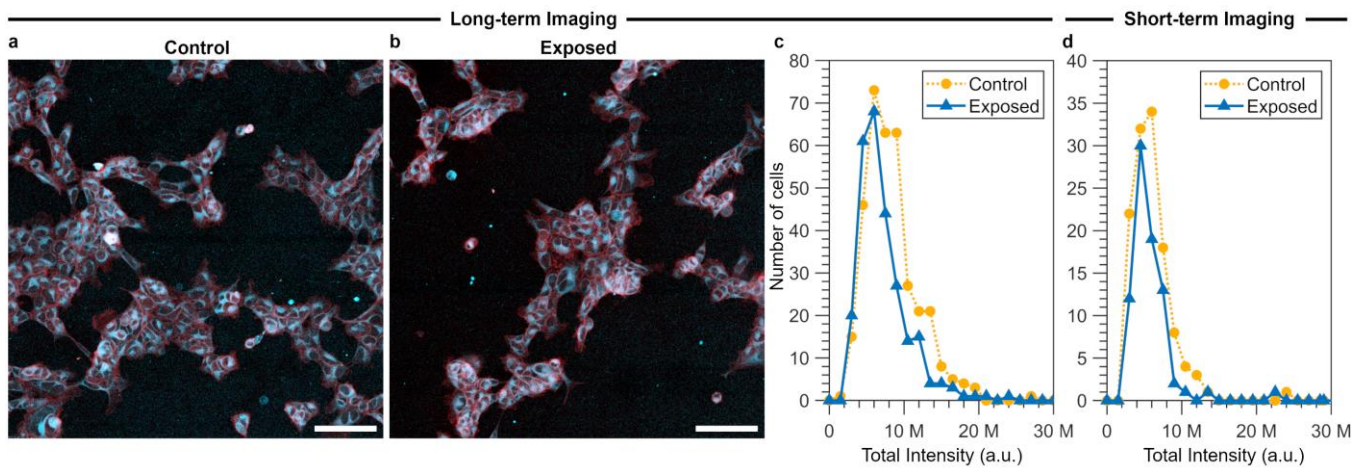 Long-term Imaging
Short-term Imaging
a
Control
b
Exposed
c
80
70
60
50
40
30
20
10
0
Number of cells
Control
Exposed
0
10 M
20 M
30 M
Total Intensity (a.u.)
d
40
35
30
25
20
15
10
5
0
Control
Exposed
0
10 M
20 M
30 M
Total Intensity (a.u.)